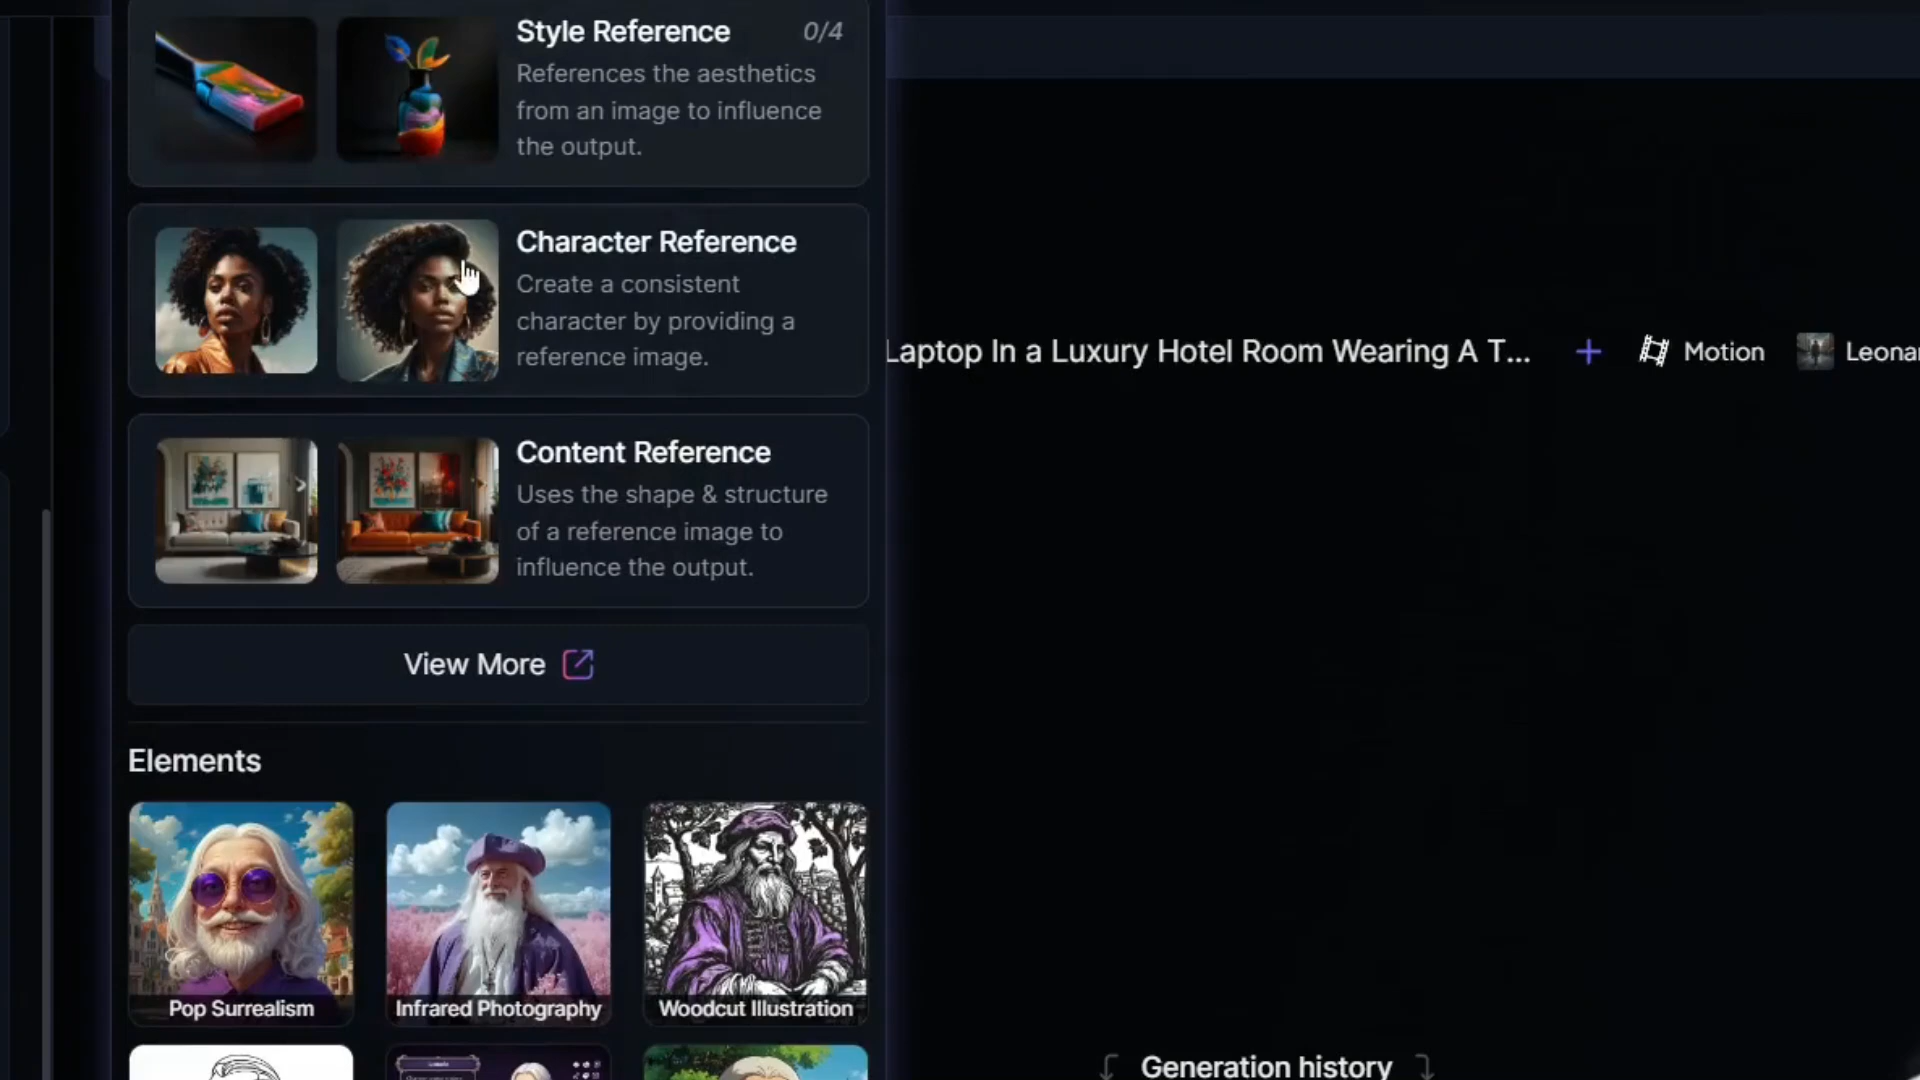 Style Reference 0/4
References the aesthetics
from an image to influence
the output.
Character Reference
Create a consistent
character by providing a
reference image.
Laptop In a Luxury Hotel Room Wearing A T... + Motion Leonar
Content Reference
Uses the shape & structure
of a reference image to
influence the output.
View More
Elements
Pop Surrealism Infrared Photography Woodcut Illustration
Generation history